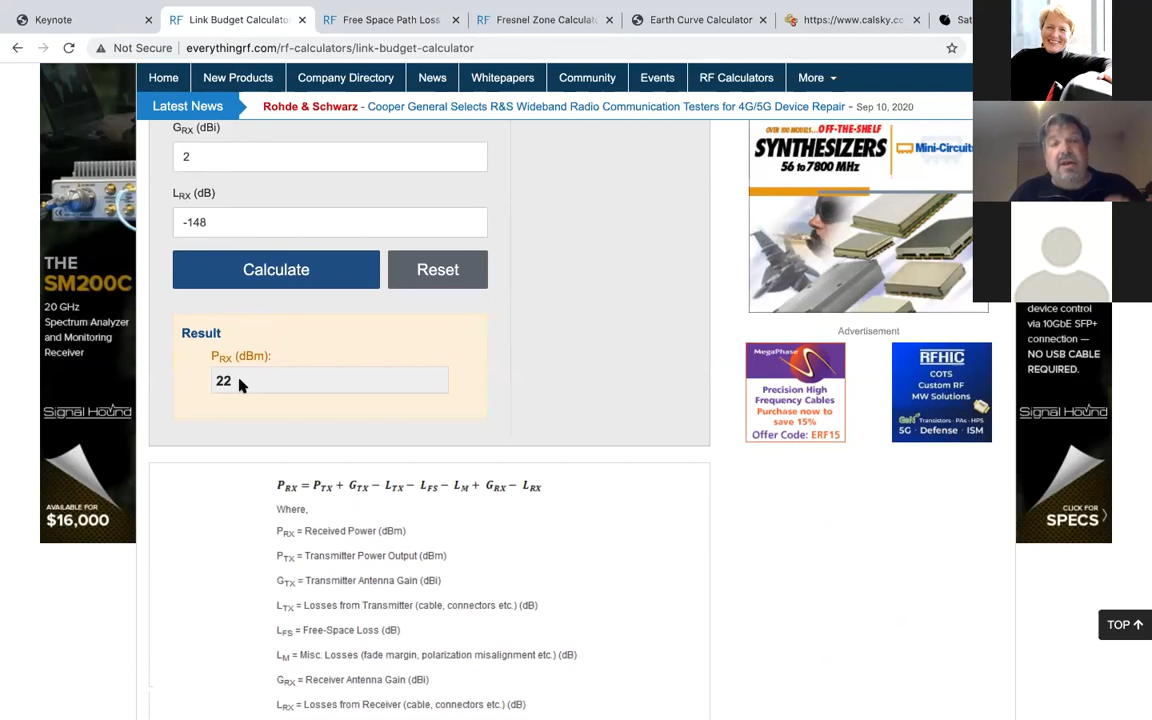 Keynote
RF Link Budget Calculator
RF Free Space Path Loss
RF Fresnel Zone Calculat
Earth Curve Calculator
https://www.calsky.co
Sat
Not Secure
everythingrf.com/rf-calculators/link-budget-calculator
Home
New Products
Company Directory
News
Whitepapers
Community
Events
RF Calculators
More
Latest News
Rohde & Schwarz - Cooper General Selects R&S Wideband Radio Communication Testers for 4G/5G Device Repair - Sep 10, 2020
GRX (dBi)
2
LRX (dB)
-148
Calculate
Reset
Result
PRX (dBm):
22
PRX = PTX + GTX − LTX − LFS − LM + GRX − LRX
Where,
PRX = Received Power (dBm)
PTX = Transmitter Power Output (dBm)
GTX = Transmitter Antenna Gain (dBi)
LTX = Losses from Transmitter (cable, connectors etc.) (dB)
LFS = Free-Space Loss (dB)
LM = Misc. Losses (fade margin, polarization misalignment etc.) (dB)
GRX = Receiver Antenna Gain (dBi)
LRX = Losses from Receiver (cable, connectors etc.) (dB)
THE
SM200C
20 GHz
Spectrum Analyzer
and Monitoring
Receiver
Signal Hound
AVAILABLE FOR
$16,000
OVER 100 MODELS... OFF-THE-SHELF
SYNTHESIZERS
56 to 7800 MHz
Mini-Circuits
Advertisement
MegaPhase
Precision High
Frequency Cables
Purchase now to
save 15%
Offer Code: ERF15
RFHIC
COTS
Custom RF
MW Solutions
GaN
Transistors · PAs · HPS
5G · Defense · ISM
device control
via 10GbE SFP+
connection —
NO USB CABLE
REQUIRED.
Signal Hound
CLICK FOR
SPECS
TOP